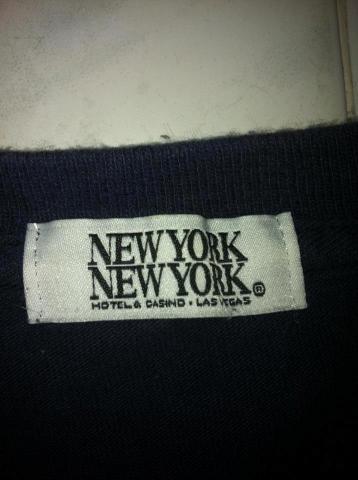 NEW YORK
NEW YORK®
HOTEL & CASINO • LAS VEGAS